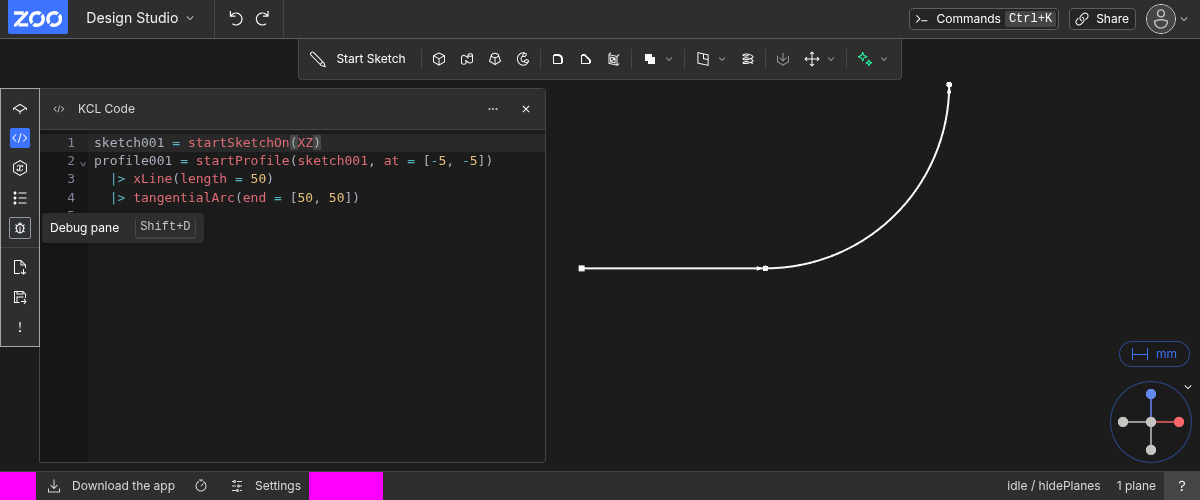 ZOO Design Studio Commands Ctrl+K Share
Start Sketch
</> KCL Code
1 sketch001 = startSketchOn(XZ)
2 profile001 = startProfile(sketch001, at = [-5, -5])
3 |> xLine(length = 50)
4 |> tangentialArc(end = [50, 50])
Debug pane Shift+D
mm
Download the app Settings idle / hidePlanes 1 plane ?